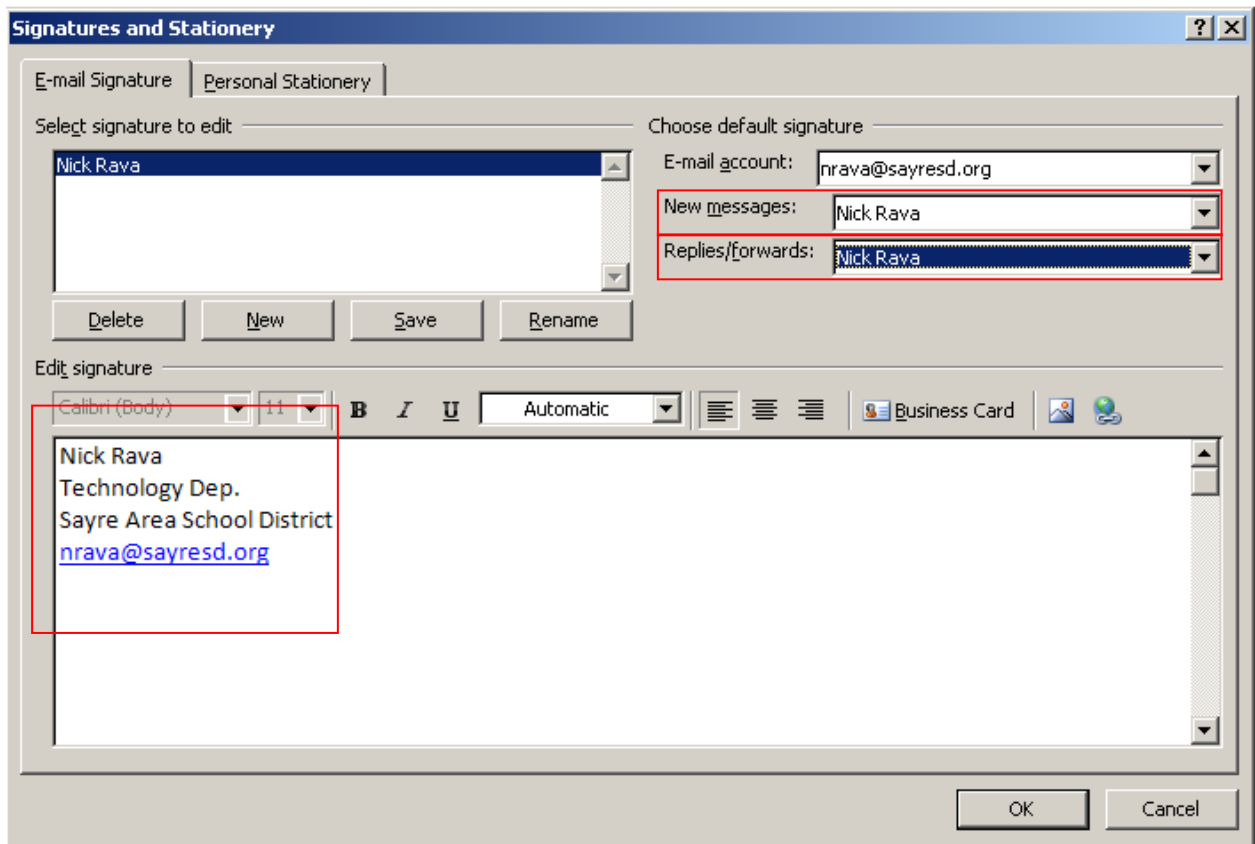 Signatures and Stationery
E-mail Signature
Personal Stationery
Select signature to edit
Nick Rava
Delete
New
Save
Rename
Choose default signature
E-mail account:
nrava@sayresd.org
New messages:
Nick Rava
Replies/forwards:
Nick Rava
Edit signature
Calibri (Body)
11
B
I
U
Automatic
Business Card
Nick Rava
Technology Dep.
Sayre Area School District
nrava@sayresd.org
OK
Cancel